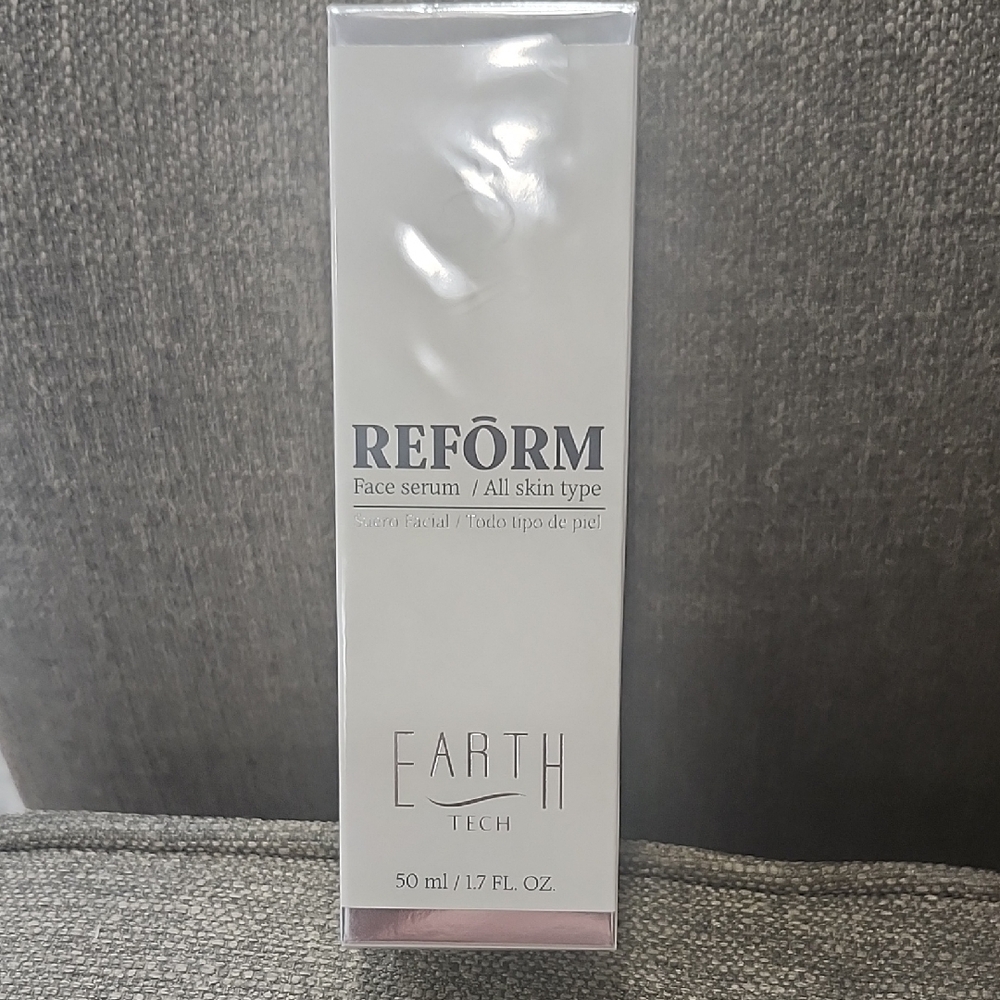 REFŌRM
Face serum / All skin type
Suero Facial / Todo tipo de piel
EARTH
TECH
50 ml / 1.7 FL. OZ.